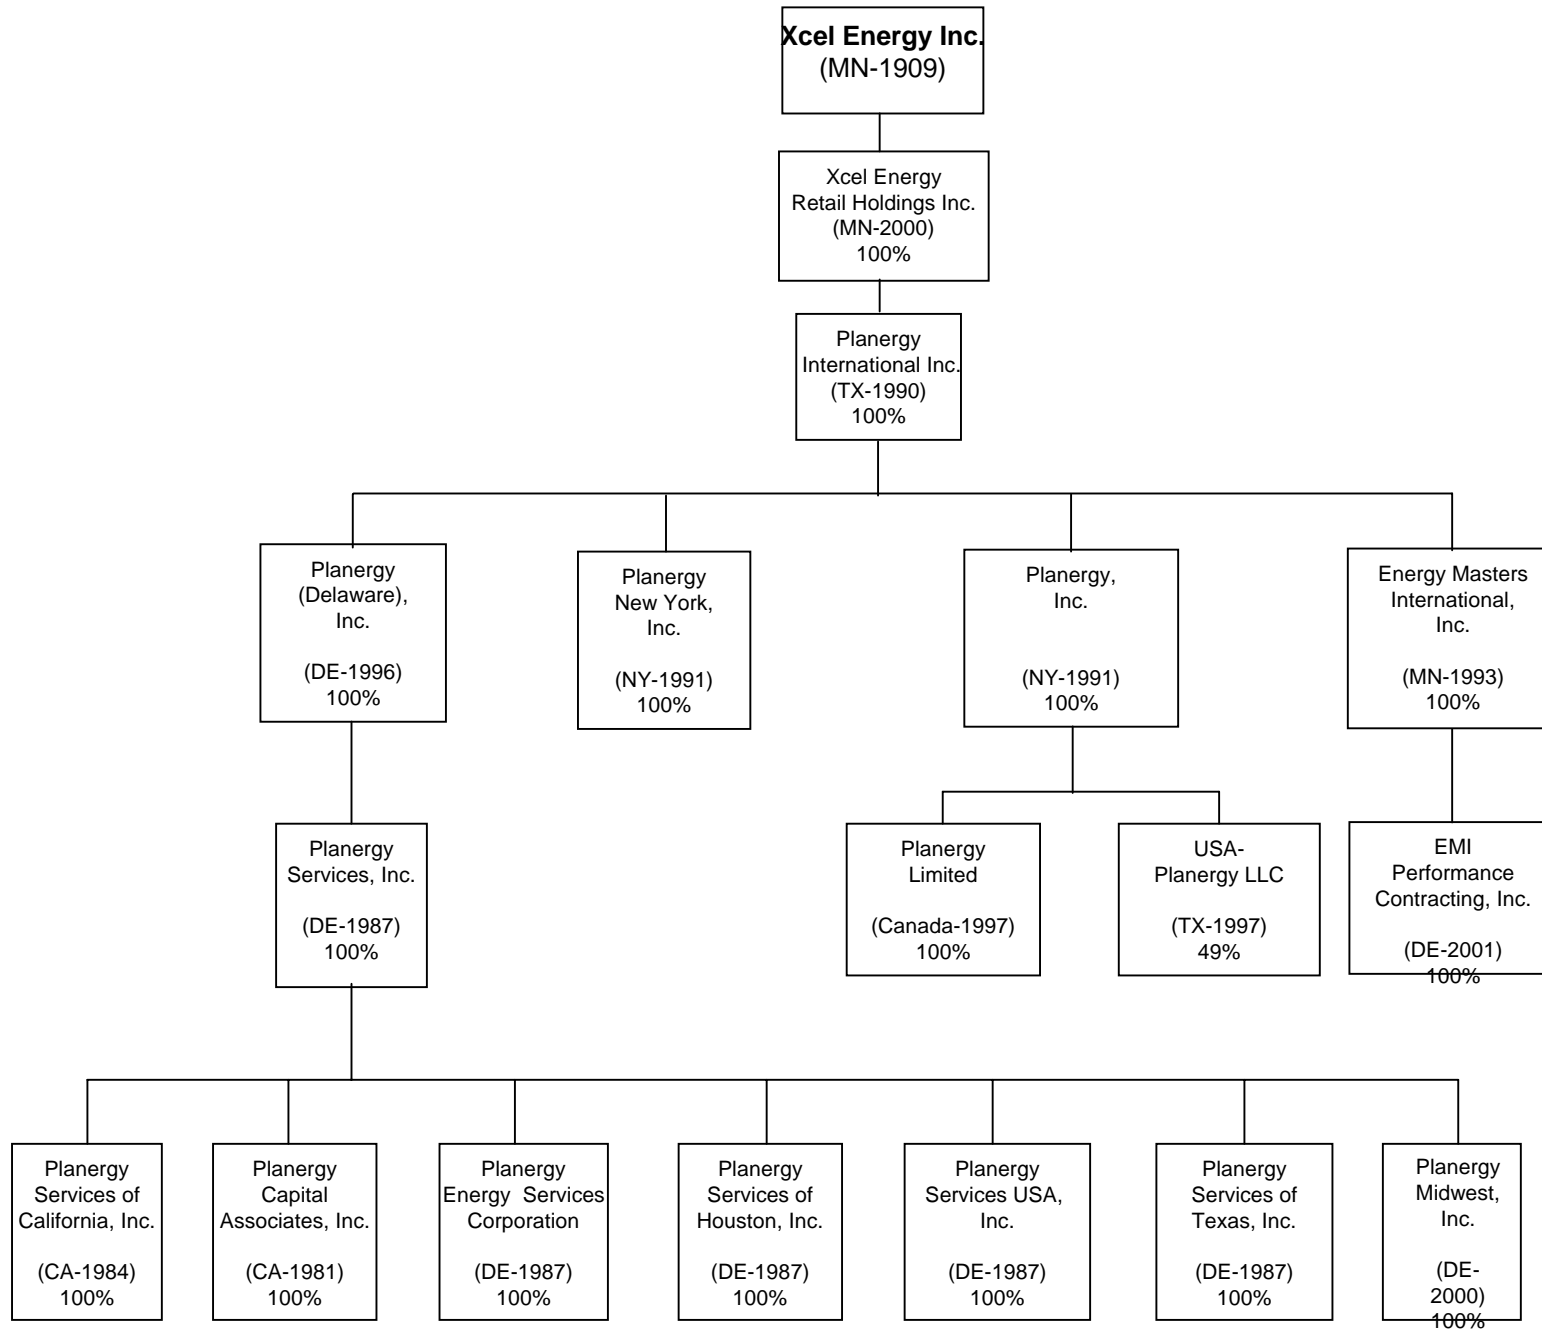 Xcel Energy Inc.
(MN-1909)
Xcel Energy
Retail Holdings Inc.
(MN-2000)
100%
Planergy
International Inc.
(TX-1990)
100%
Planergy
(Delaware),
Inc.
(DE-1996)
100%
Planergy
New York,
Inc.
(NY-1991)
100%
Planergy,
Inc.
(NY-1991)
100%
Energy Masters
International,
Inc.
(MN-1993)
100%
Planergy
Services, Inc.
(DE-1987)
100%
Planergy
Limited
(Canada-1997)
100%
USA-
Planergy LLC
(TX-1997)
49%
EMI
Performance
Contracting, Inc.
(DE-2001)
100%
Planergy
Services of
California, Inc.
(CA-1984)
100%
Planergy
Capital
Associates, Inc.
(CA-1981)
100%
Planergy
Energy Services
Corporation
(DE-1987)
100%
Planergy
Services of
Houston, Inc.
(DE-1987)
100%
Planergy
Services USA,
Inc.
(DE-1987)
100%
Planergy
Services of
Texas, Inc.
(DE-1987)
100%
Planergy
Midwest,
Inc.
(DE-
2000)
100%